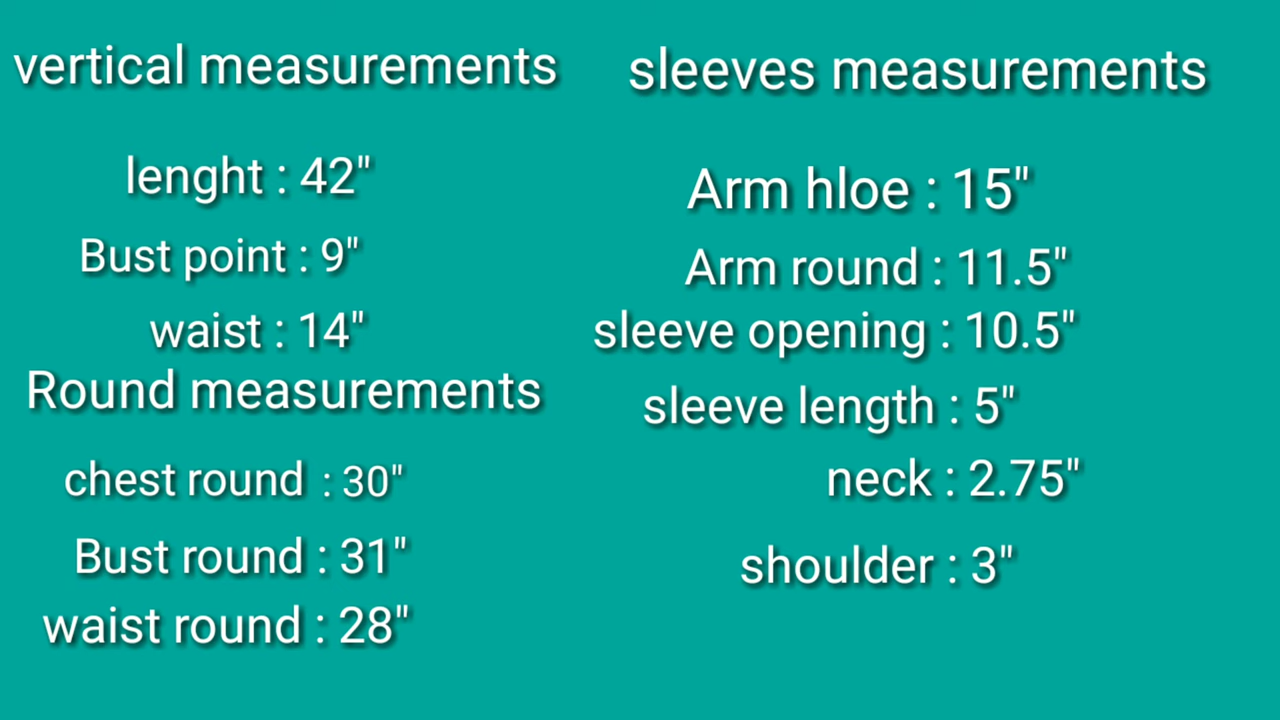 vertical measurements
lenght : 42"
Bust point : 9"
waist : 14"
Round measurements
chest round : 30"
Bust round : 31"
waist round : 28"
sleeves measurements
Arm hloe : 15"
Arm round : 11.5"
sleeve opening : 10.5"
sleeve length : 5"
neck : 2.75"
shoulder : 3"